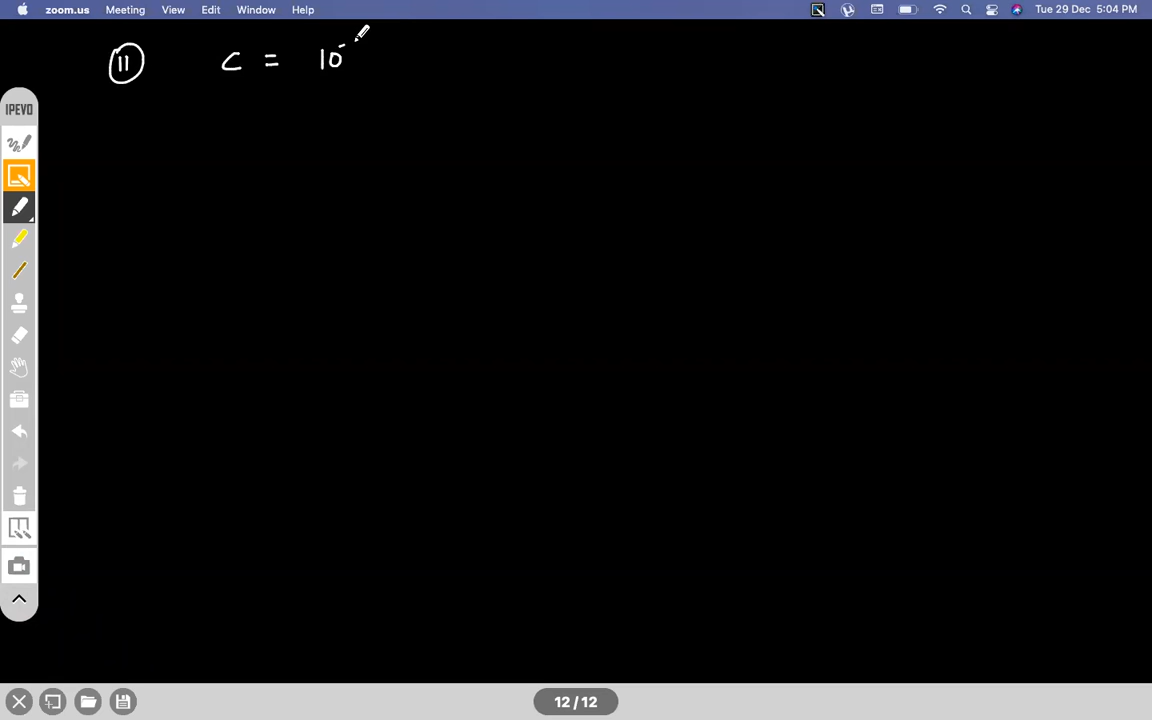 zoom.us Meeting View Edit Window Help Tue 29 Dec 5:04 PM
11 c = 10⁻
IPEVO
12 / 12